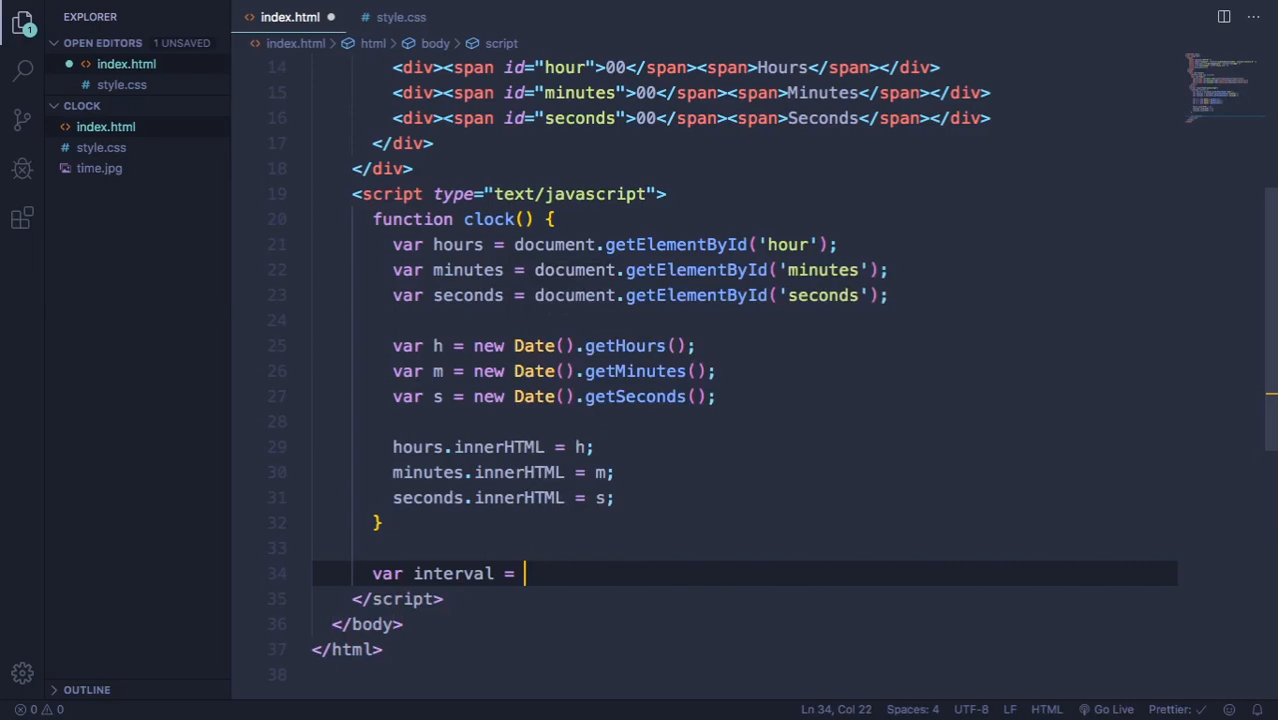 EXPLORER
index.html
style.css
OPEN EDITORS 1 UNSAVED
index.html > html > body > script
index.html
style.css
CLOCK
index.html
style.css
time.jpg
1
14 <div><span id="hour">00</span><span>Hours</span></div>
15 <div><span id="minutes">00</span><span>Minutes</span></div>
16 <div><span id="seconds">00</span><span>Seconds</span></div>
17 </div>
18 </div>
19 <script type="text/javascript">
20 function clock() {
21 var hours = document.getElementById('hour');
22 var minutes = document.getElementById('minutes');
23 var seconds = document.getElementById('seconds');
24
25 var h = new Date().getHours();
26 var m = new Date().getMinutes();
27 var s = new Date().getSeconds();
28
29 hours.innerHTML = h;
30 minutes.innerHTML = m;
31 seconds.innerHTML = s;
32 }
33
34 var interval =
35 </script>
36 </body>
37 </html>
38
OUTLINE
0 0 Ln 34, Col 22 Spaces: 4 UTF-8 LF HTML Go Live Prettier: ✓